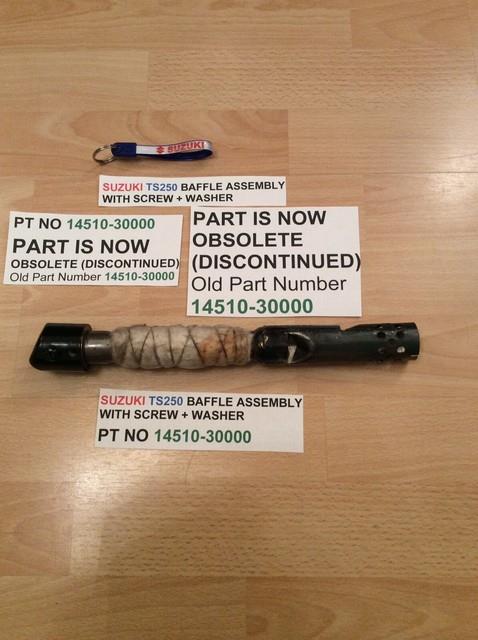 SUZUKI
SUZUKI TS250 BAFFLE ASSEMBLY
WITH SCREW + WASHER
PT NO 14510-30000
PART IS NOW
OBSOLETE (DISCONTINUED)
Old Part Number 14510-30000
PART IS NOW
OBSOLETE
(DISCONTINUED)
Old Part Number
14510-30000
SUZUKI TS250 BAFFLE ASSEMBLY
WITH SCREW + WASHER
PT NO 14510-30000